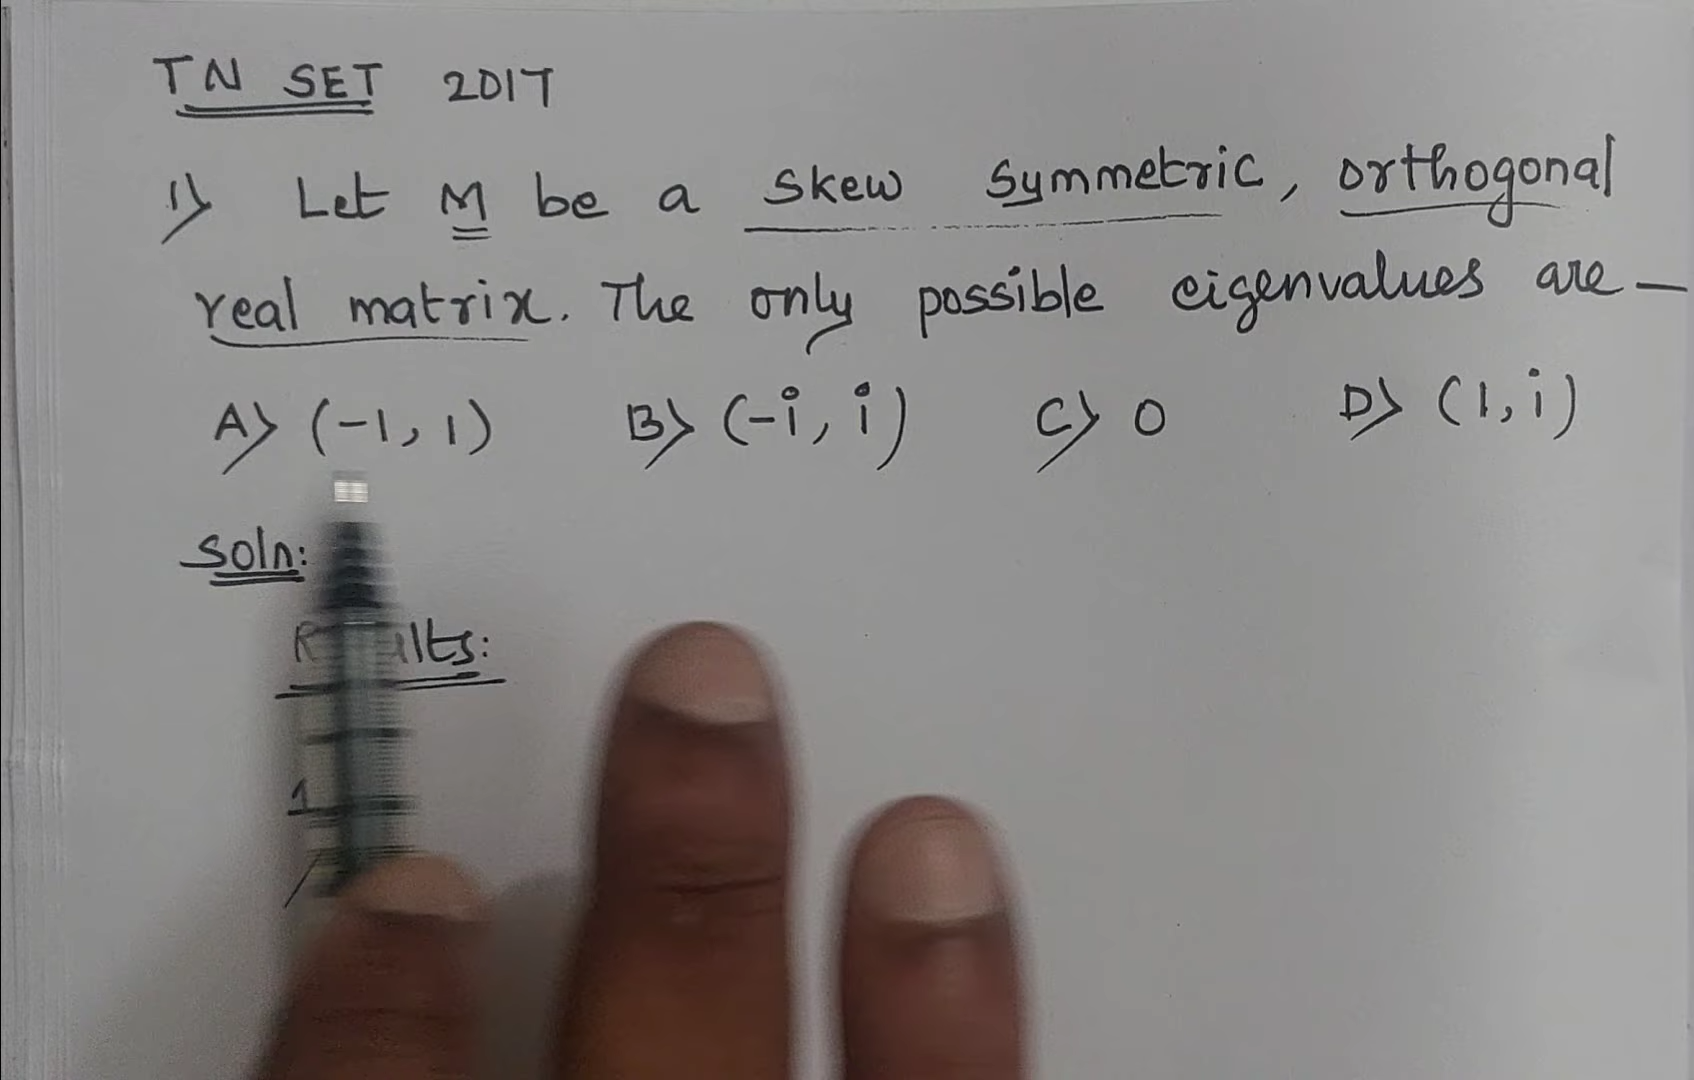 TN SET 2017
1) Let M be a skew symmetric, orthogonal
real matrix. The only possible eigenvalues are —
A) (-1, 1) B) (-i, i) C) 0 D) (1, i)
Soln:
1